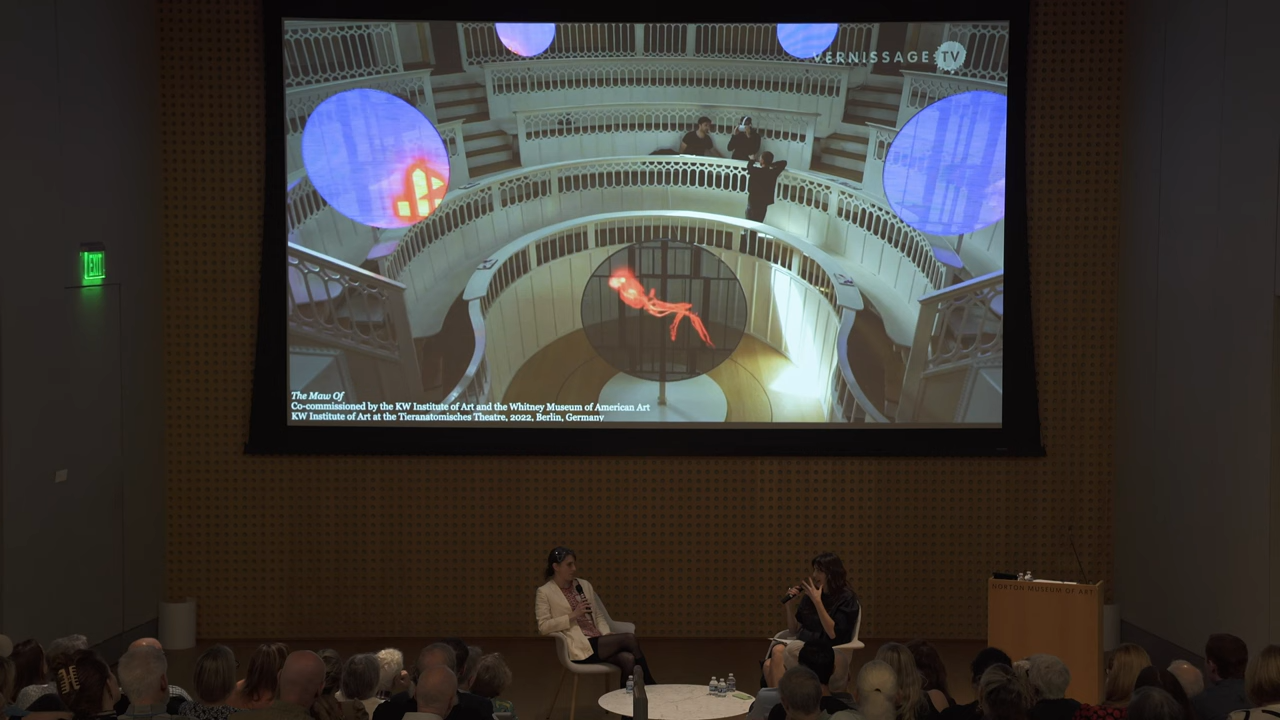 VERNISSAGE TV
EXIT
The Maw Of
Co-commissioned by the KW Institute of Art and the Whitney Museum of American Art
KW Institute of Art at the Tieranatomisches Theatre, 2022, Berlin, Germany
NORTON MUSEUM OF ART